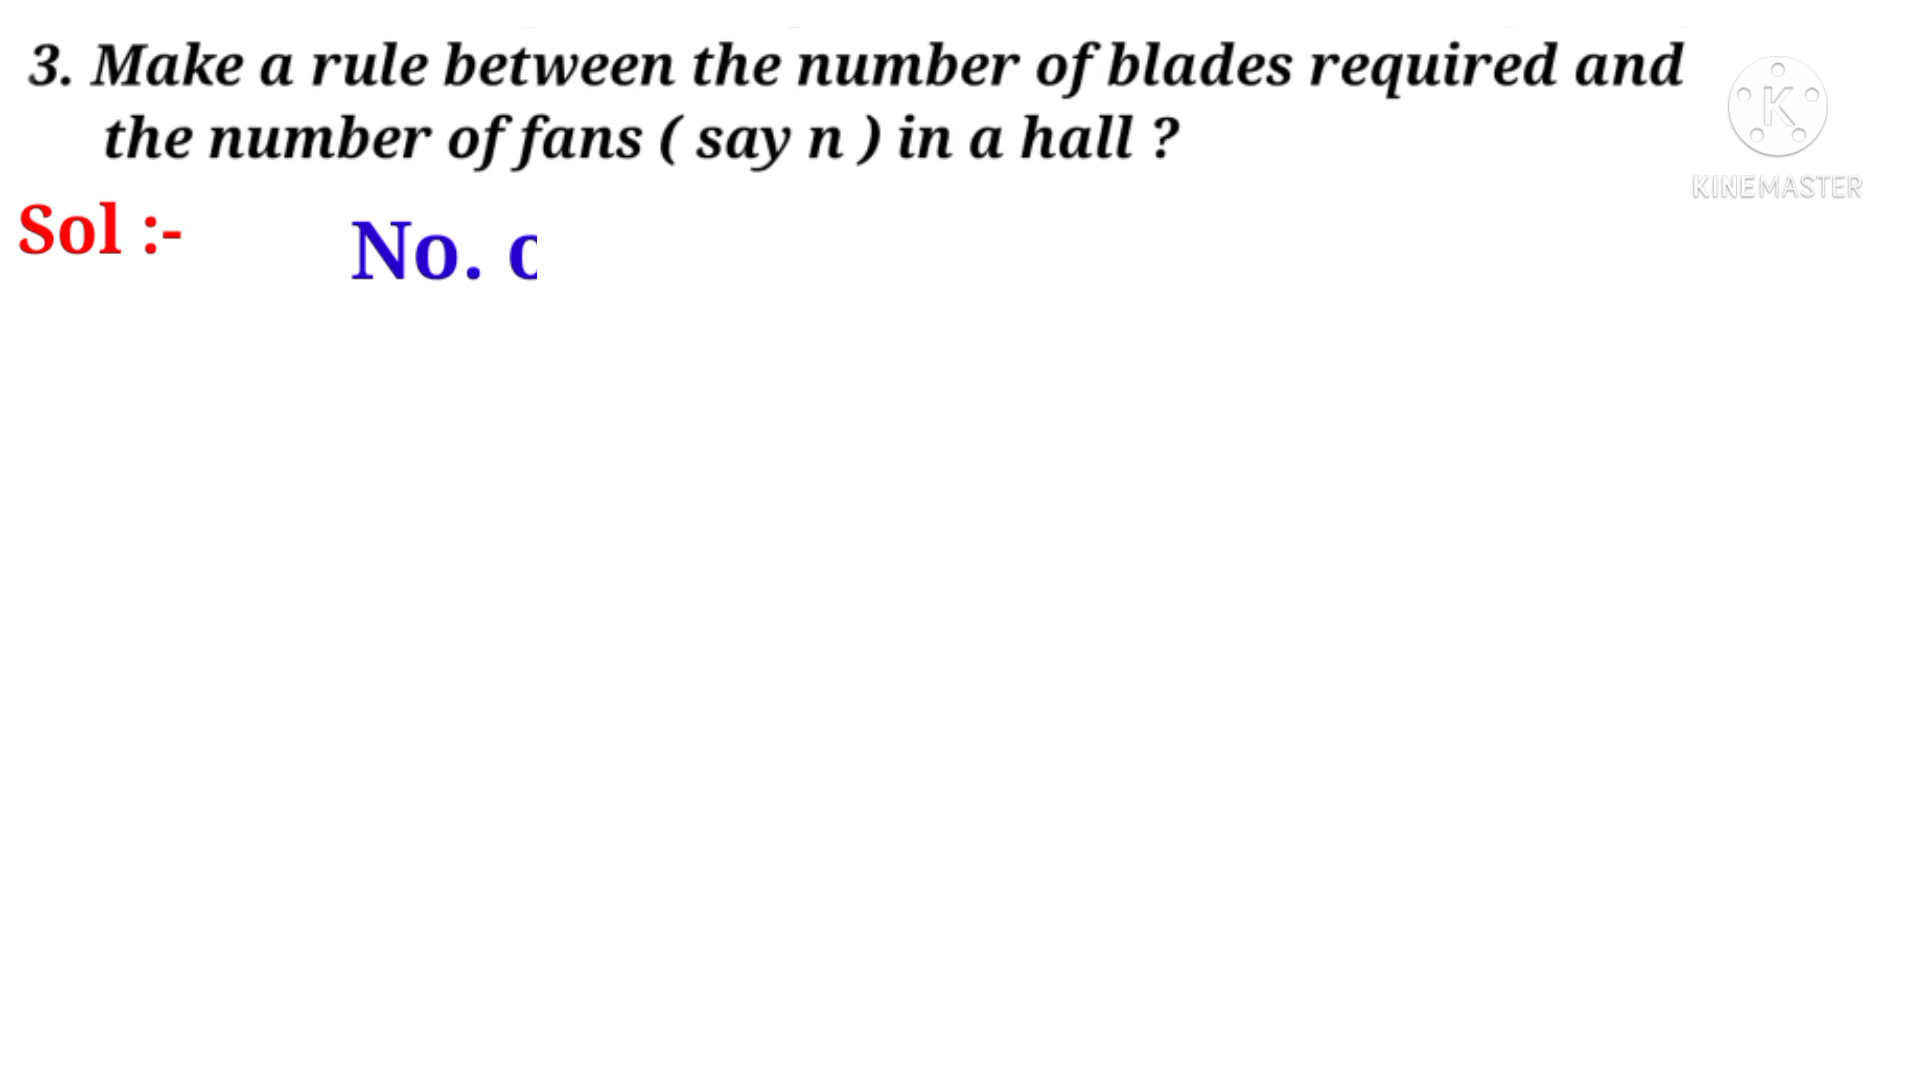 3. Make a rule between the number of blades required and
the number of fans ( say n ) in a hall ?
K
KINEMASTER
Sol :-
No.